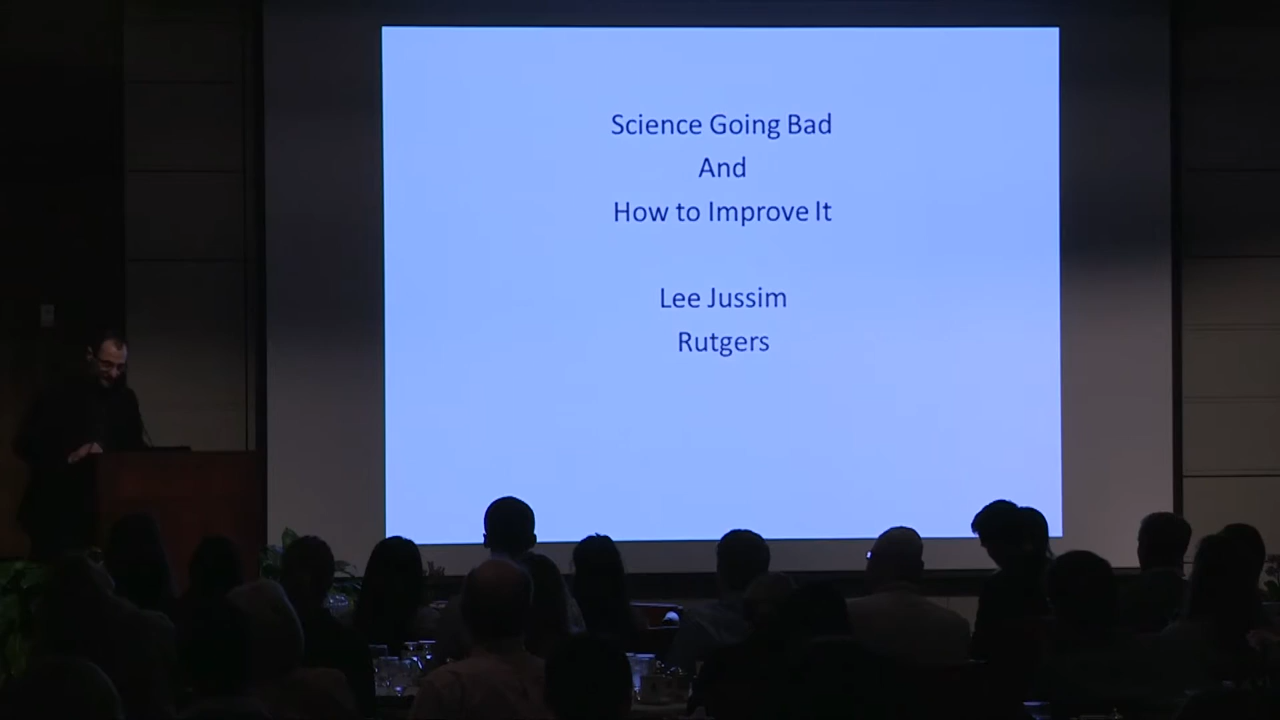 Science Going Bad
And
How to Improve It
Lee Jussim
Rutgers